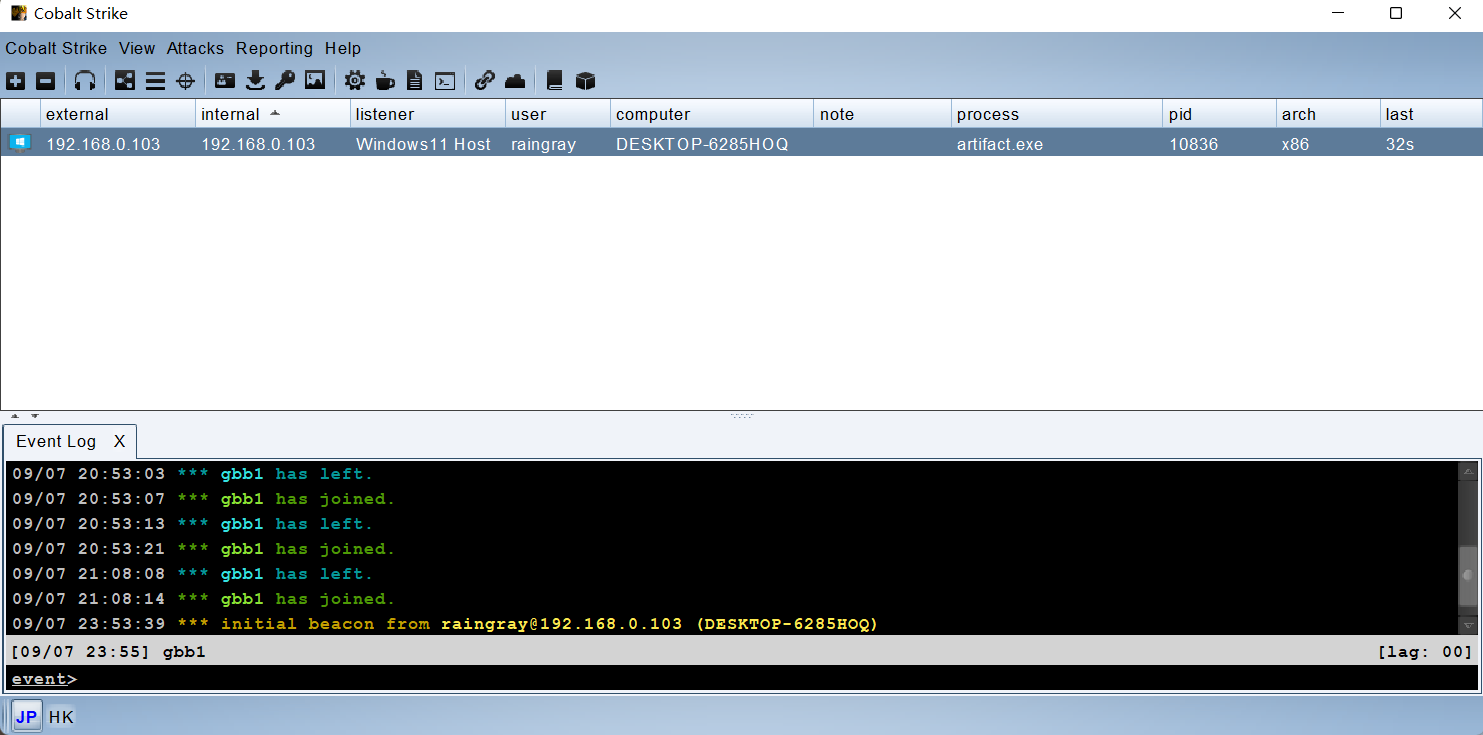 Cobalt Strike
Cobalt Strike View Attacks Reporting Help
external internal listener user computer note process pid arch last
192.168.0.103 192.168.0.103 Windows11 Host raingray DESKTOP-6285HOQ artifact.exe 10836 x86 32s
Event Log X
09/07 20:53:03 *** gbb1 has left.
09/07 20:53:07 *** gbb1 has joined.
09/07 20:53:13 *** gbb1 has left.
09/07 20:53:21 *** gbb1 has joined.
09/07 21:08:08 *** gbb1 has left.
09/07 21:08:14 *** gbb1 has joined.
09/07 23:53:39 *** initial beacon from raingray@192.168.0.103 (DESKTOP-6285HOQ)
[09/07 23:55] gbb1 [lag: 00]
event>
JP HK